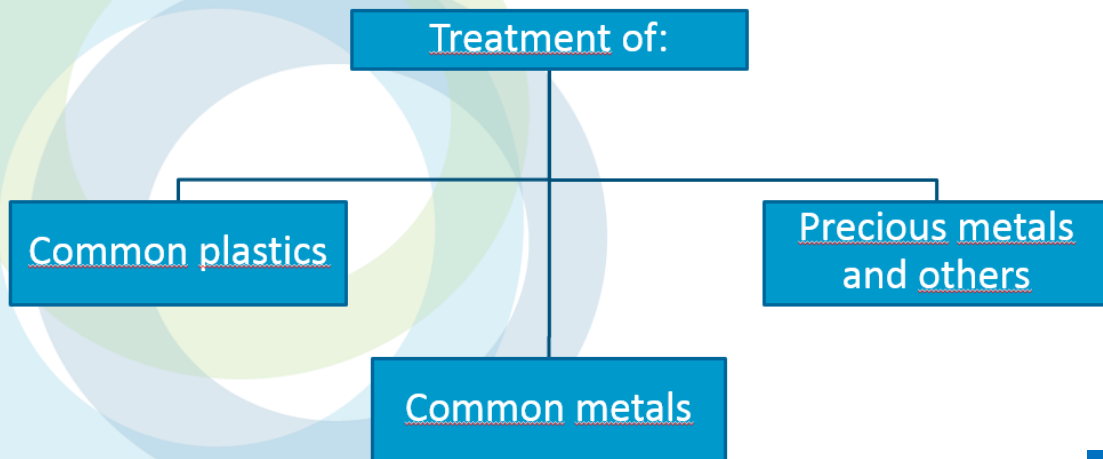 Treatment of:
Common plastics
Precious metals
and others
Common metals